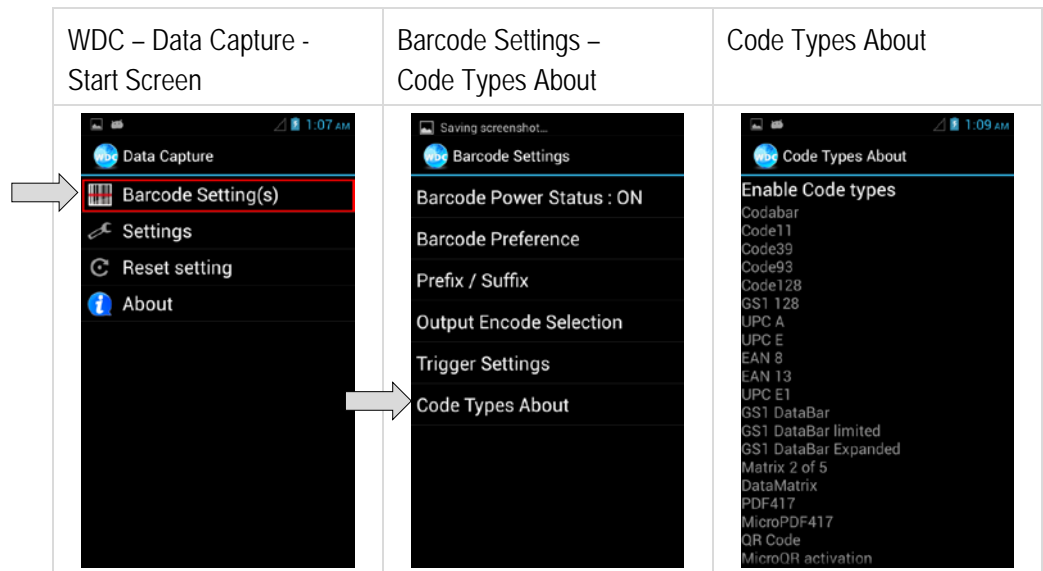 WDC – Data Capture -
Start Screen
Barcode Settings –
Code Types About
Code Types About
1:07 AM
wbc Data Capture
Barcode Setting(s)
Settings
Reset setting
About
Saving screenshot...
wbc Barcode Settings
Barcode Power Status : ON
Barcode Preference
Prefix / Suffix
Output Encode Selection
Trigger Settings
Code Types About
1:09 AM
wbc Code Types About
Enable Code types
Codabar
Code11
Code39
Code93
Code128
GS1 128
UPC A
UPC E
EAN 8
EAN 13
UPC E1
GS1 DataBar
GS1 DataBar limited
GS1 DataBar Expanded
Matrix 2 of 5
DataMatrix
PDF417
MicroPDF417
QR Code
MicroQR activation